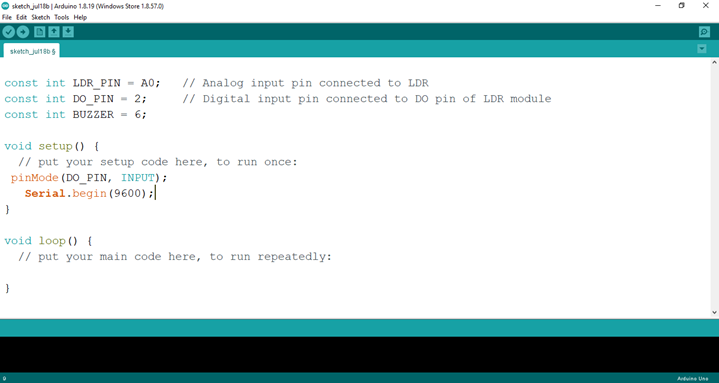 sketch_jul18b | Arduino 1.8.19 (Windows Store 1.8.57.0)
File Edit Sketch Tools Help
sketch_jul18b §
const int LDR_PIN = A0;   // Analog input pin connected to LDR
const int DO_PIN = 2;     // Digital input pin connected to DO pin of LDR module
const int BUZZER = 6;
void setup() {
  // put your setup code here, to run once:
 pinMode(DO_PIN, INPUT);
   Serial.begin(9600);
}
void loop() {
  // put your main code here, to run repeatedly:
}
0 Arduino Uno